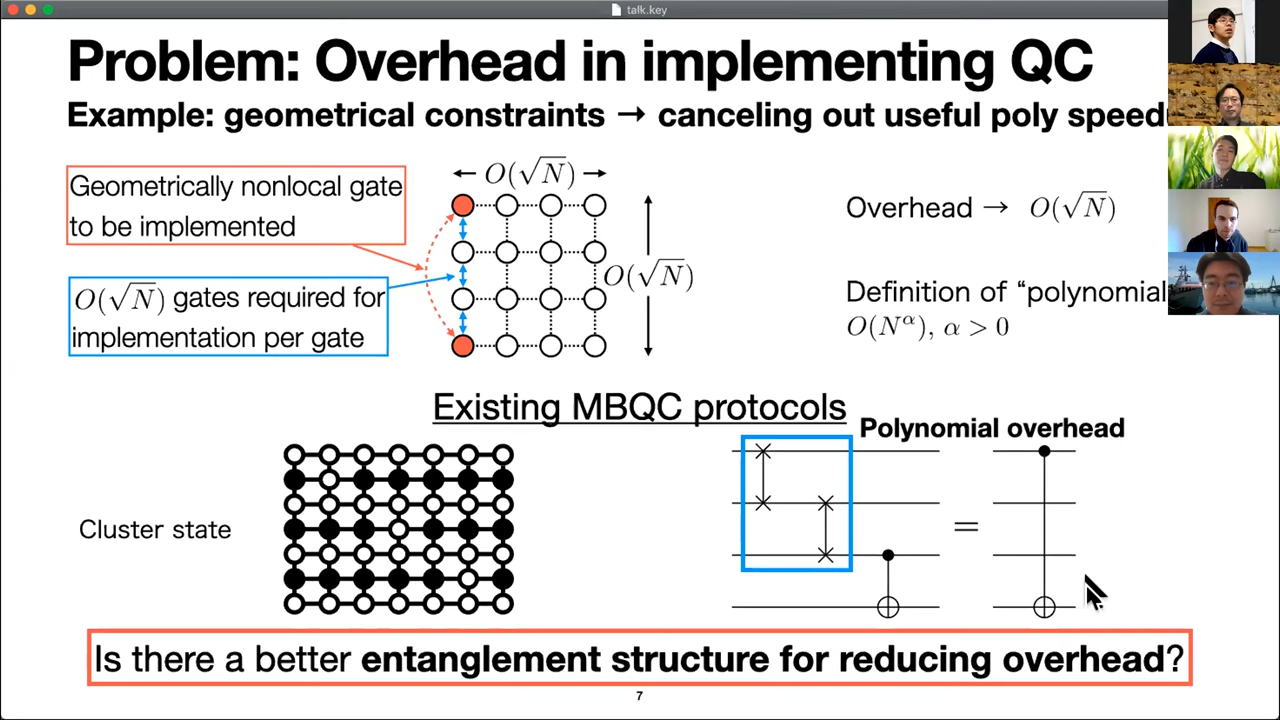 talk.key
Problem: Overhead in implementing QC
Example: geometrical constraints → canceling out useful poly speed
Geometrically nonlocal gate
to be implemented
O(√N) gates required for
implementation per gate
O(√N)
O(√N)
Overhead → O(√N)
Definition of “polynomial
O(N^α), α > 0
Existing MBQC protocols
Polynomial overhead
Cluster state
=
Is there a better entanglement structure for reducing overhead?
7